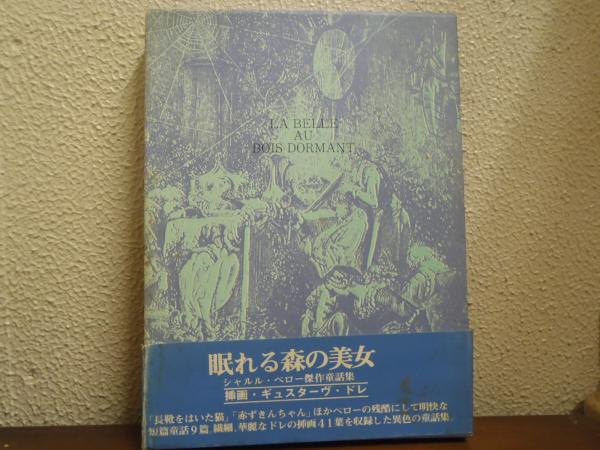 LA BELLE
AU
BOIS DORMANT
眠れる森の美女
シャルル・ペロー傑作童話集
挿画・ギュスターヴ・ドレ
「長靴をはいた猫」「赤ずきんちゃん」ほかペローの残酷にして明快な
短篇童話9篇。繊細、華麗なドレの挿画41葉を収録した異色の童話集。